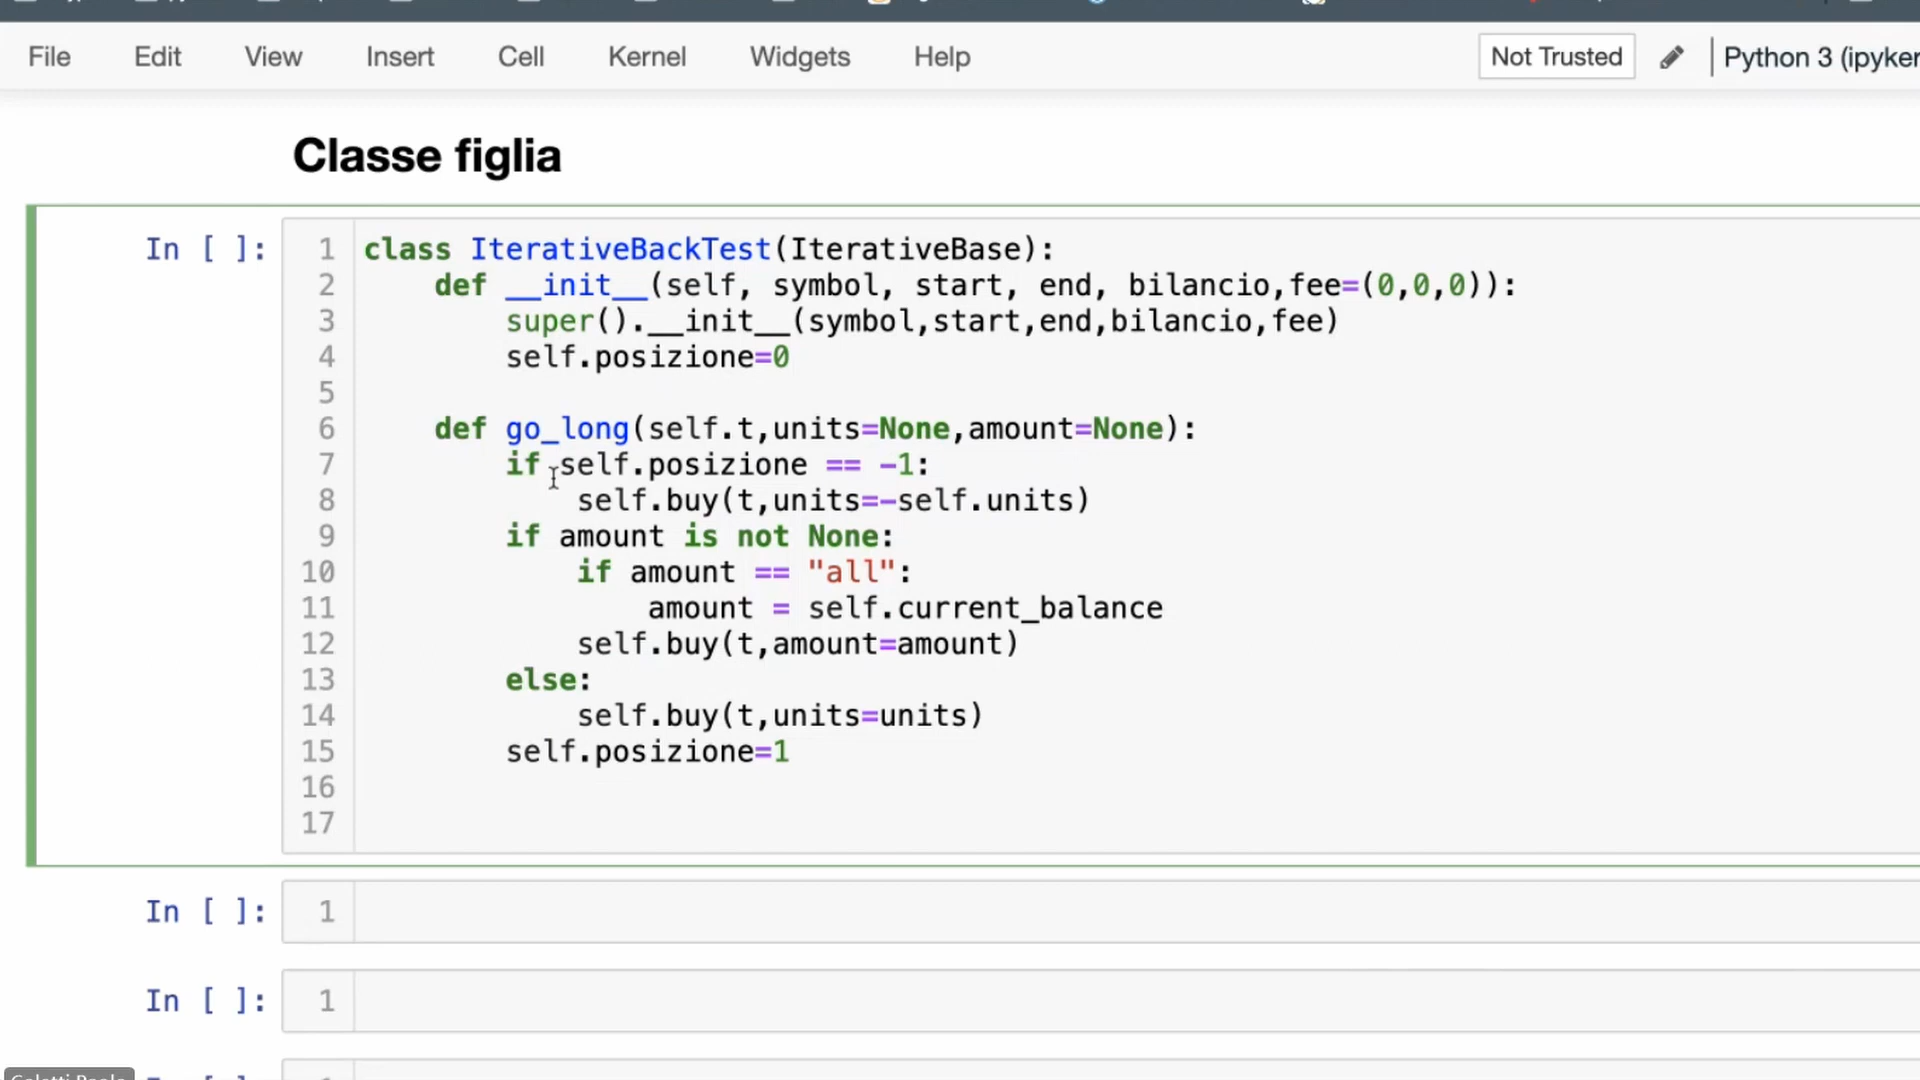 File Edit View Insert Cell Kernel Widgets Help Not Trusted Python 3 (ipyker
Classe figlia
In [ ]:
1 class IterativeBackTest(IterativeBase):
2     def __init__(self, symbol, start, end, bilancio,fee=(0,0,0)):
3         super().__init__(symbol,start,end,bilancio,fee)
4         self.posizione=0
5
6     def go_long(self.t,units=None,amount=None):
7         if self.posizione == -1:
8             self.buy(t,units=-self.units)
9         if amount is not None:
10             if amount == "all":
11                 amount = self.current_balance
12             self.buy(t,amount=amount)
13         else:
14             self.buy(t,units=units)
15         self.posizione=1
16
17
In [ ]: 1
In [ ]: 1